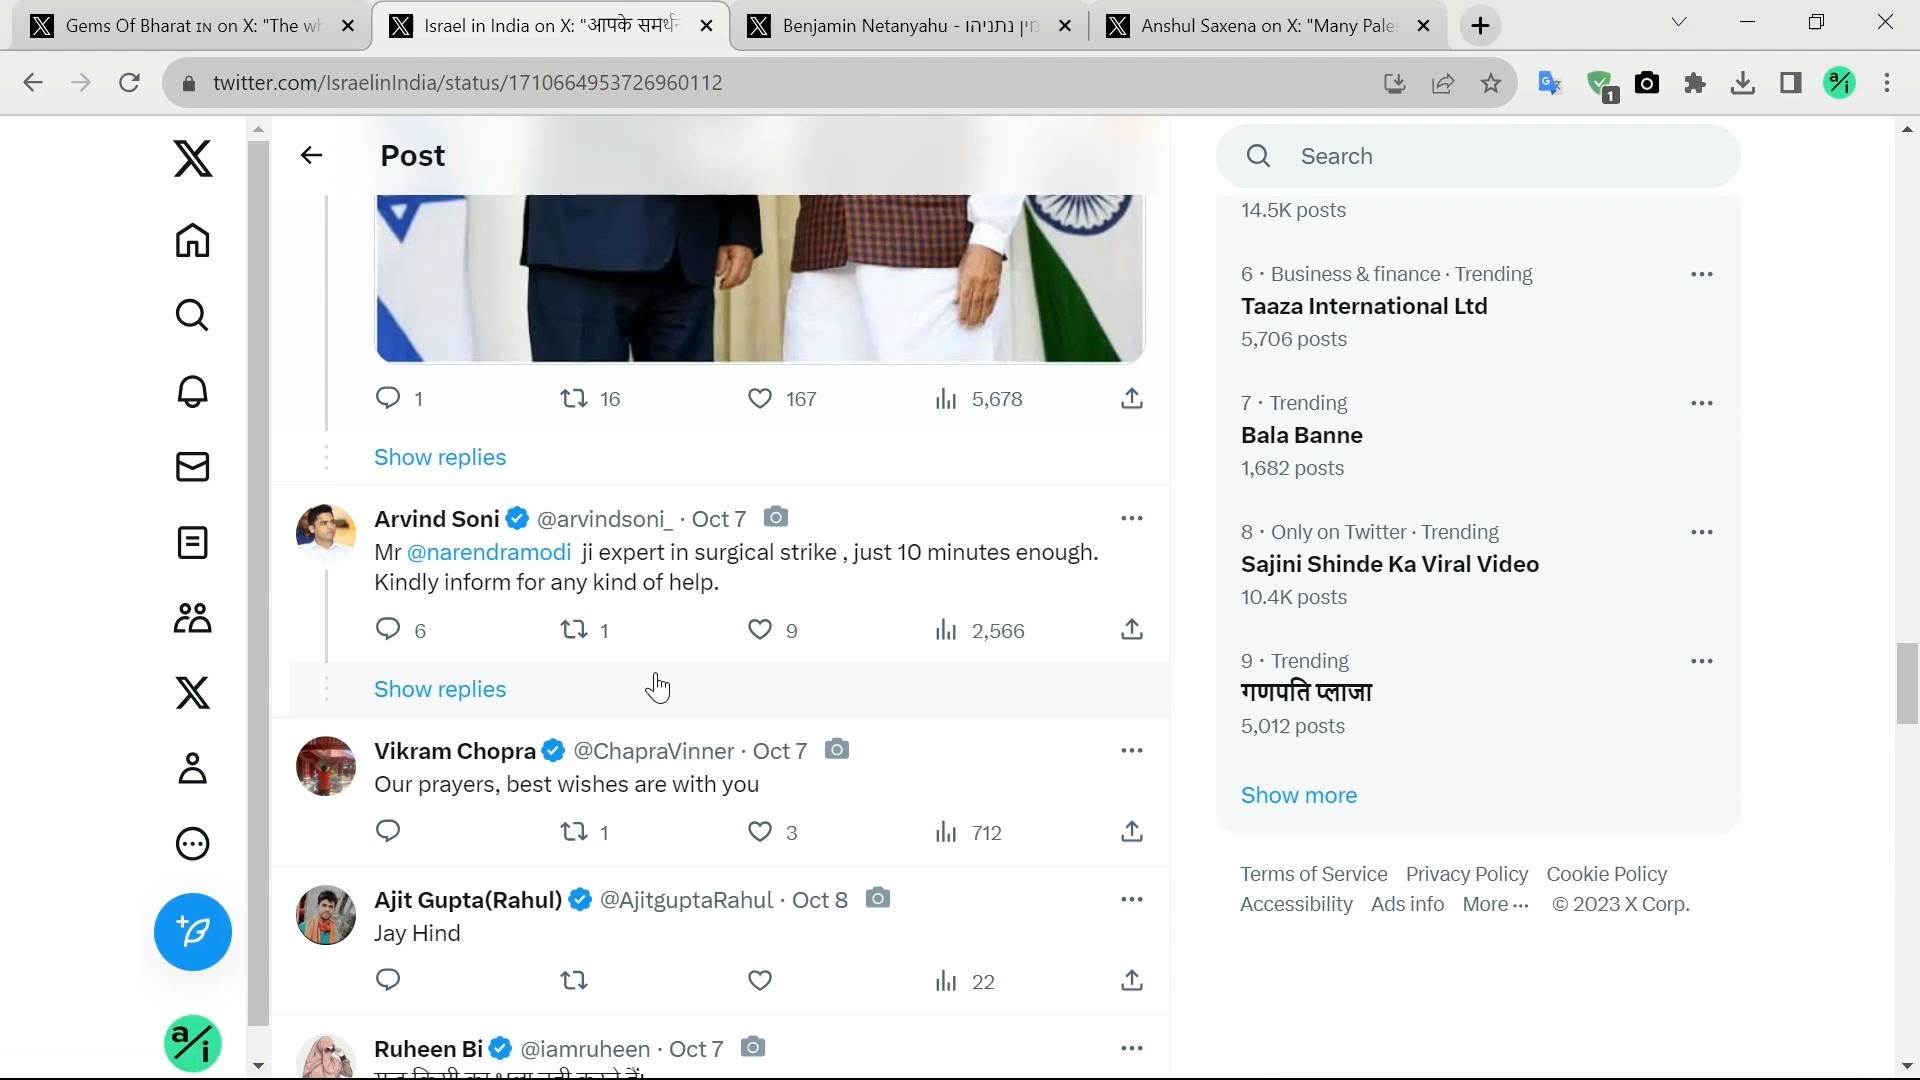 Gems Of Bharat IN on X: "The wh
Israel in India on X: "आपके समर्थन
Benjamin Netanyahu - בנימין נתניהו
Anshul Saxena on X: "Many Pale
twitter.com/IsraelinIndia/status/1710664953726960112
1
a/i
Post
Search
1 16 167 5,678
Show replies
Arvind Soni @arvindsoni_ · Oct 7
Mr @narendramodi ji expert in surgical strike , just 10 minutes enough.
Kindly inform for any kind of help.
6 1 9 2,566
Show replies
Vikram Chopra @ChapraVinner · Oct 7
Our prayers, best wishes are with you
1 3 712
Ajit Gupta(Rahul) @AjitguptaRahul · Oct 8
Jay Hind
22
Ruheen Bi @iamruheen · Oct 7
14.5K posts
6 · Business & finance · Trending
Taaza International Ltd
5,706 posts
7 · Trending
Bala Banne
1,682 posts
8 · Only on Twitter · Trending
Sajini Shinde Ka Viral Video
10.4K posts
9 · Trending
गणपति प्लाजा
5,012 posts
Show more
Terms of Service Privacy Policy Cookie Policy
Accessibility Ads info More ··· © 2023 X Corp.
a/i